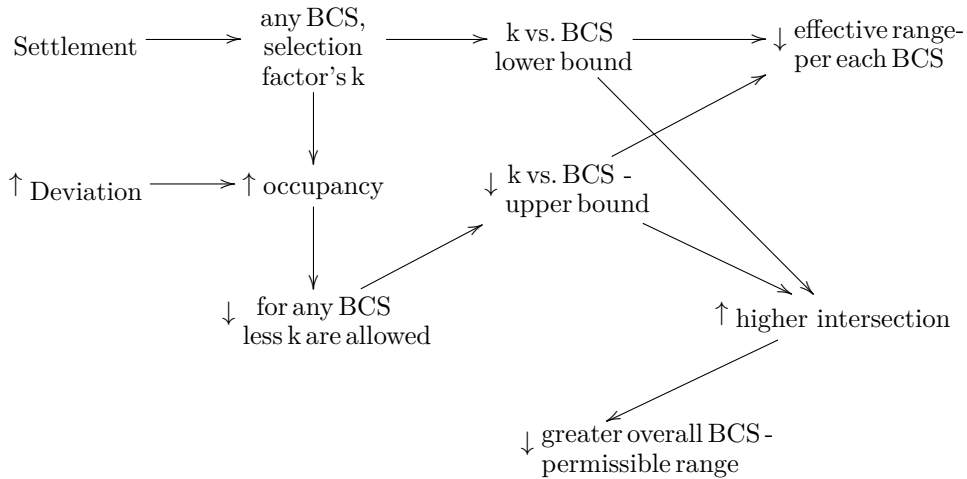 Settlement
any BCS,
selection
factor's k
k vs. BCS
lower bound
↓ effective range-
per each BCS
↑ Deviation
↑ occupancy
↓ k vs. BCS -
upper bound
↓ for any BCS
less k are allowed
↑ higher intersection
↓ greater overall BCS -
permissible range